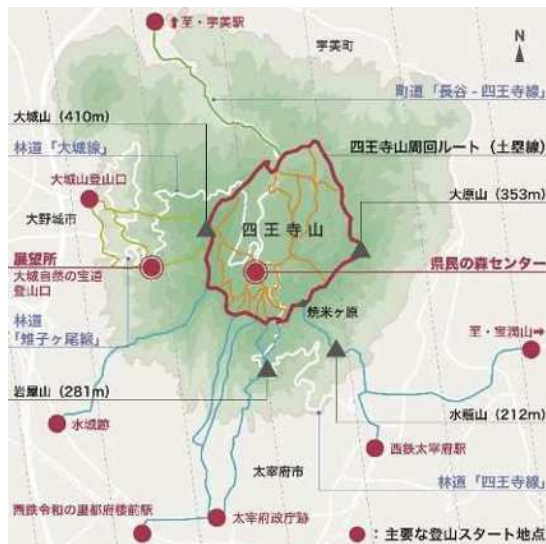 至・宇美駅
宇美町
N
町道「長谷 - 四王寺線」
大城山（410m）
四王寺山周回ルート（土塁線）
林道「大城線」
大城山登山口
大原山（353m）
大野城市
四王寺山
展望所
大城自然の宝道
登山口
県民の森センター
林道
「雉子ヶ尾線」
焼米ヶ原
至・宝満山→
岩屋山（281m）
水瓶山（212m）
水城跡
西鉄太宰府駅
太宰府市
林道「四王寺線」
西鉄令和の里都府楼前駅
太宰府政庁跡
：主要な登山スタート地点